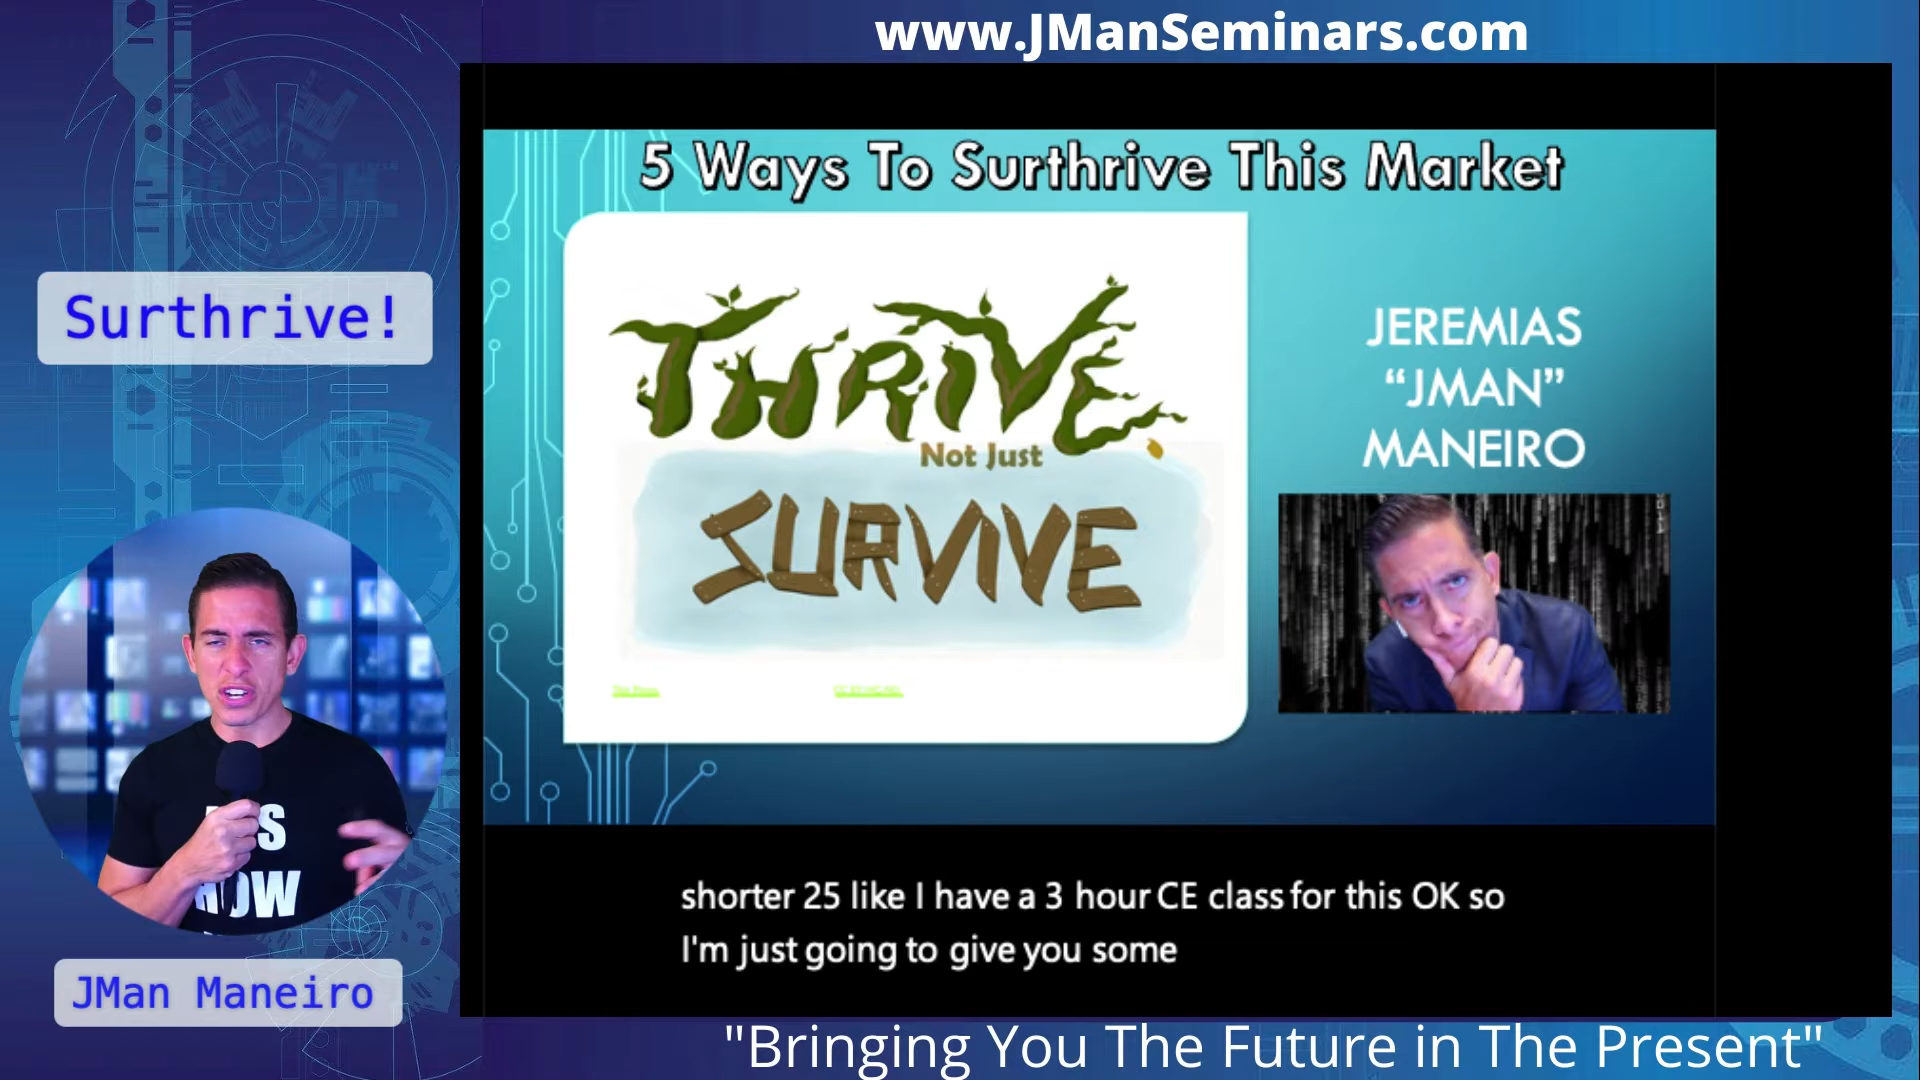 www.JManSeminars.com
5 Ways To Surthrive This Market
THRIVE
Not Just
SURVIVE
JEREMIAS
“JMAN”
MANEIRO
Surthrive!
HOW
JMan Maneiro
shorter 25 like I have a 3 hour CE class for this OK so
I'm just going to give you some
"Bringing You The Future in The Present"